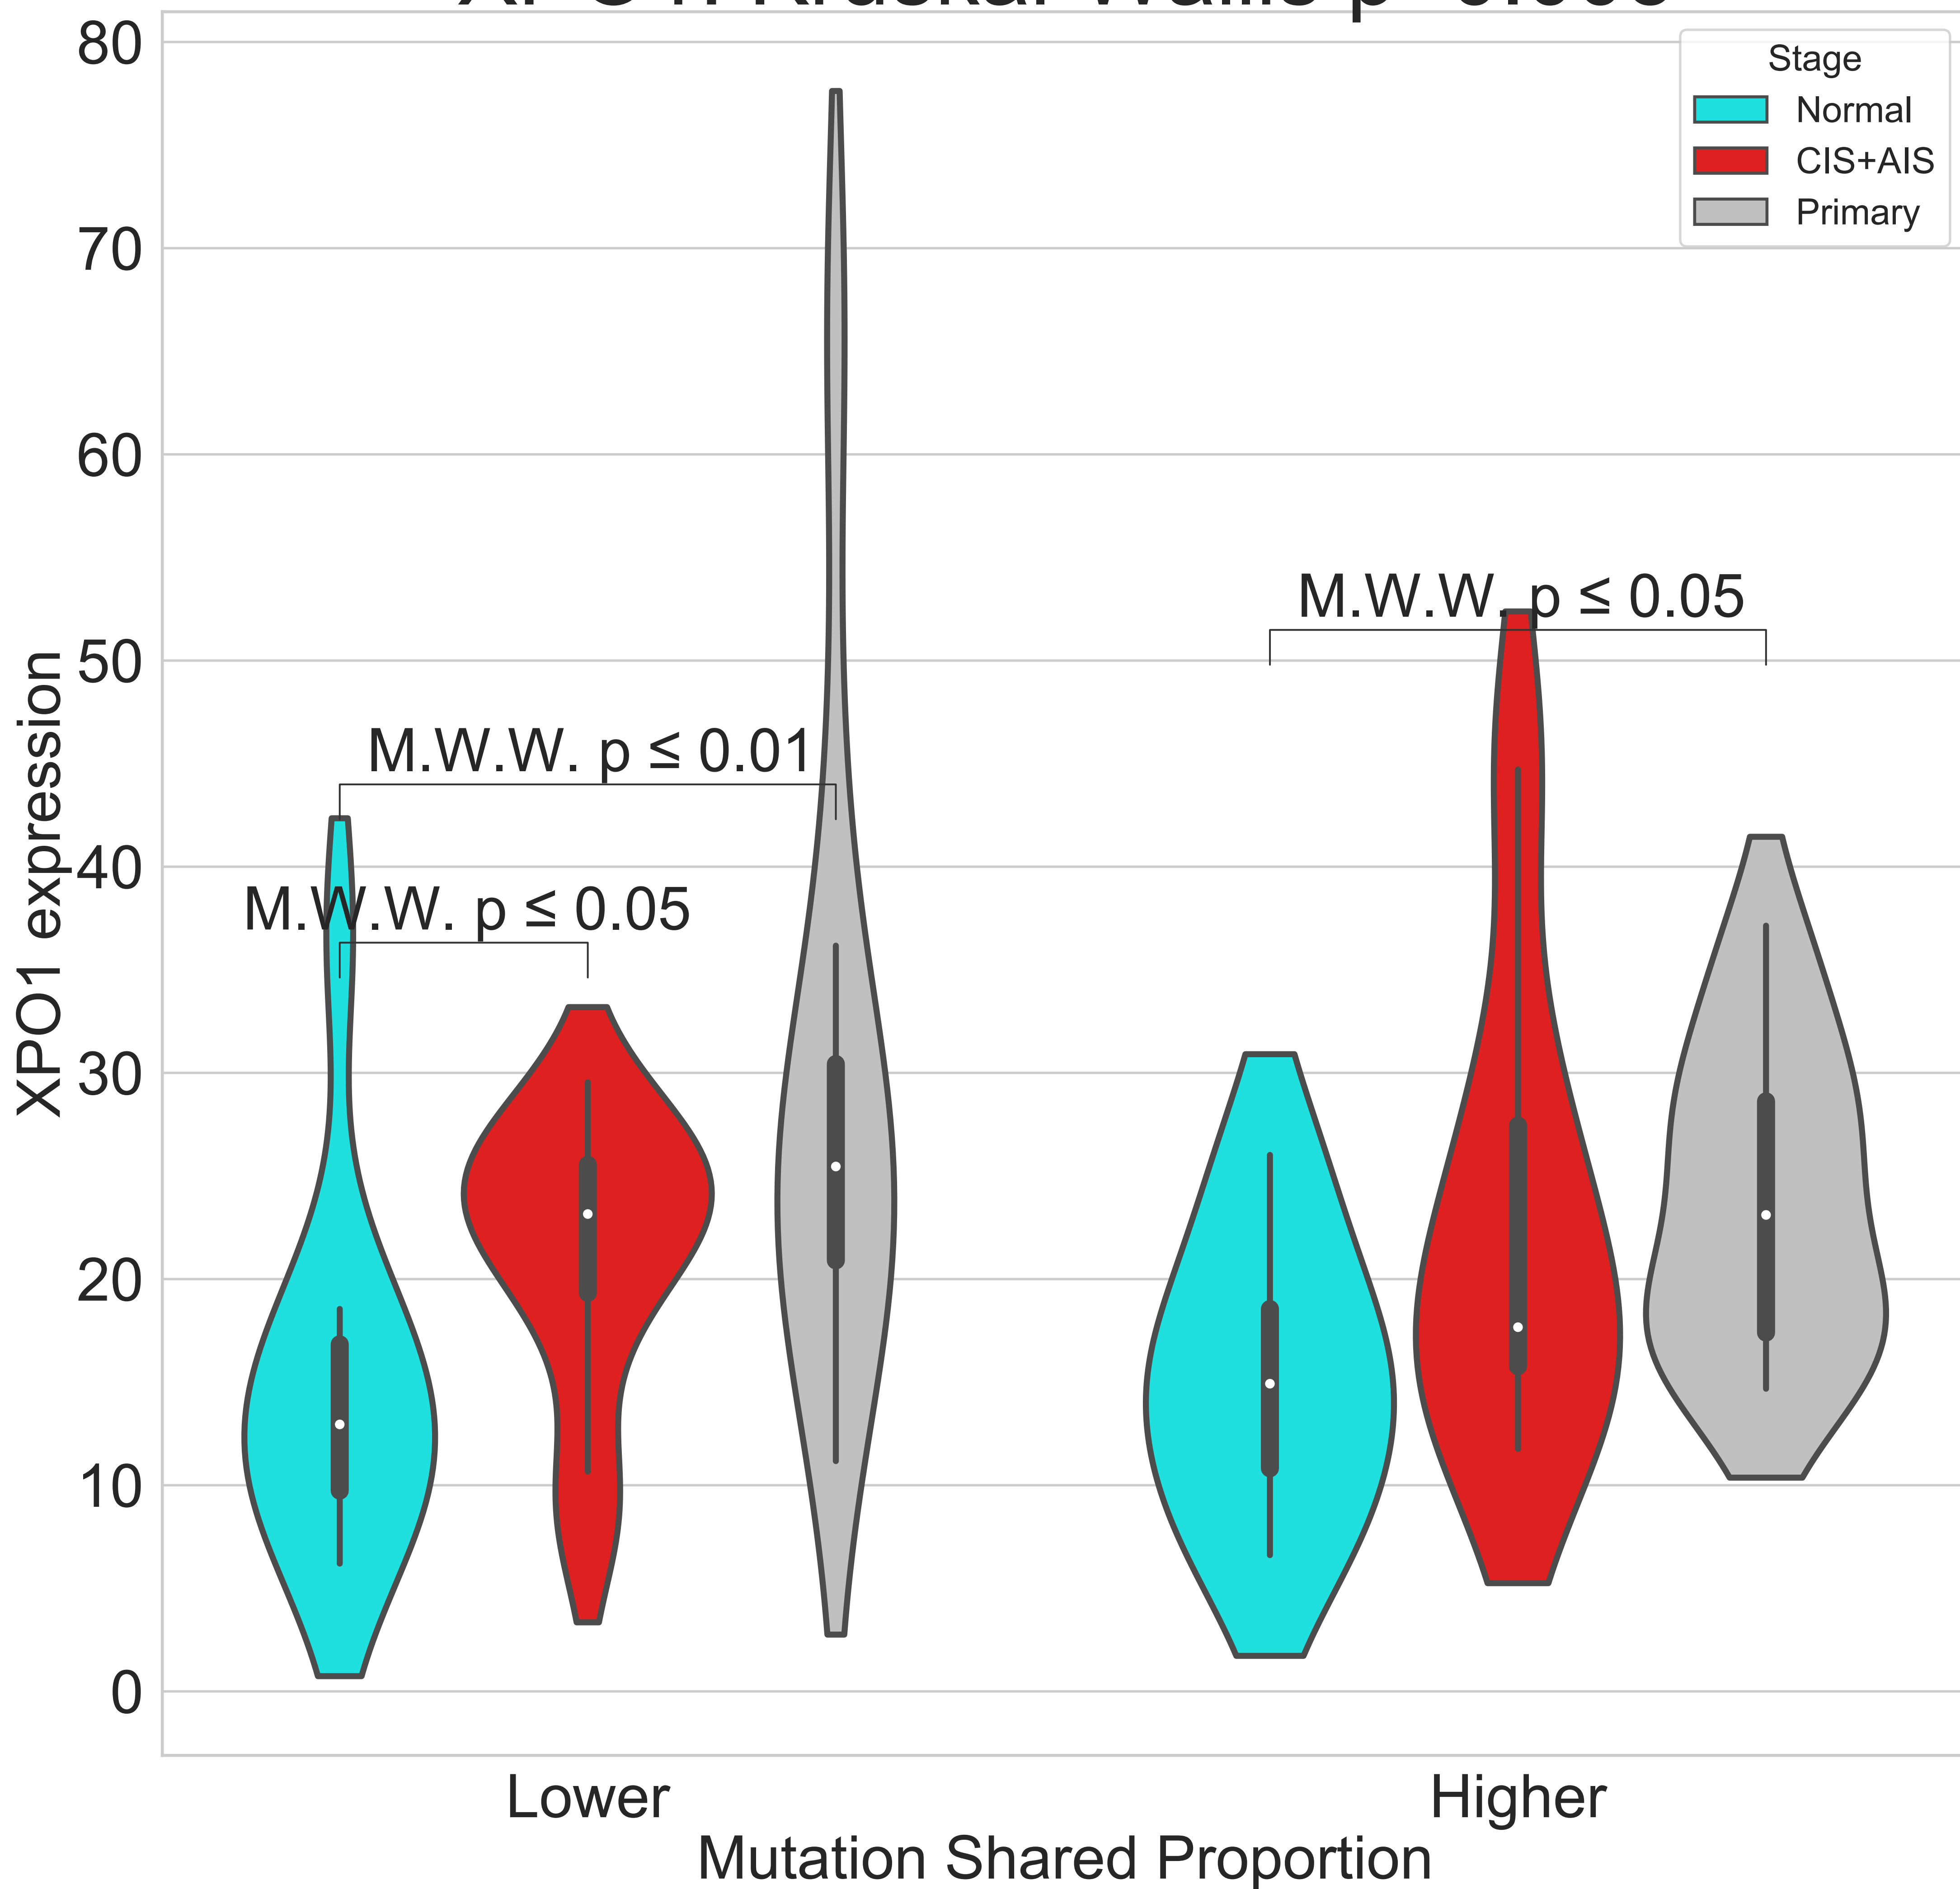 80
70
60
50
40
30
20
10
0
XPO1 expression
Stage
Normal
CIS+AIS
Primary
M.W.W. p ≤ 0.05
M.W.W. p ≤ 0.01
M.W.W. p ≤ 0.05
Lower
Higher
Mutation Shared Proportion